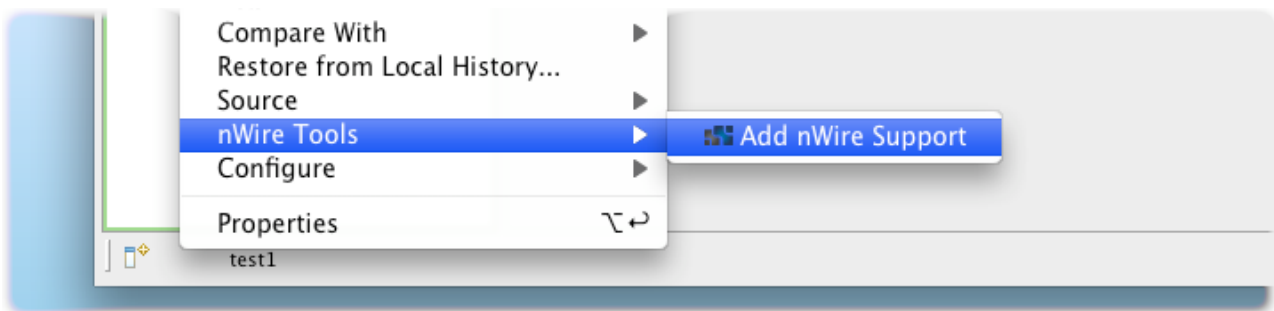 Compare With
Restore from Local History...
Source
nWire Tools
Add nWire Support
Configure
Properties ⌥↩
test1